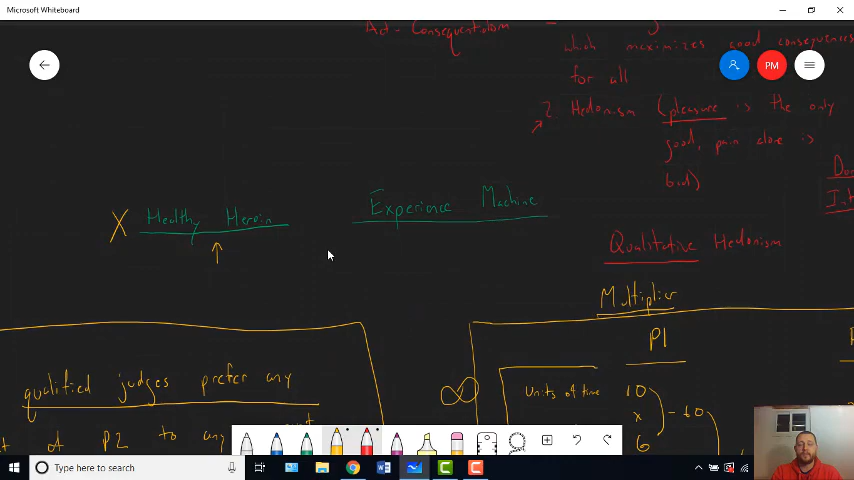 Microsoft Whiteboard
Act - Consequentialism -
which maximizes good consequences
for all
PM
2. Hedonism (pleasure is the only
good, pain alone is
bad)
X Healthy Heroin
Experience Machine
Qualitative Hedonism
Multiplier
P1
qualified judges prefer any
of P2 to any
∞
Units of time 10
x - 60
6
Type here to search